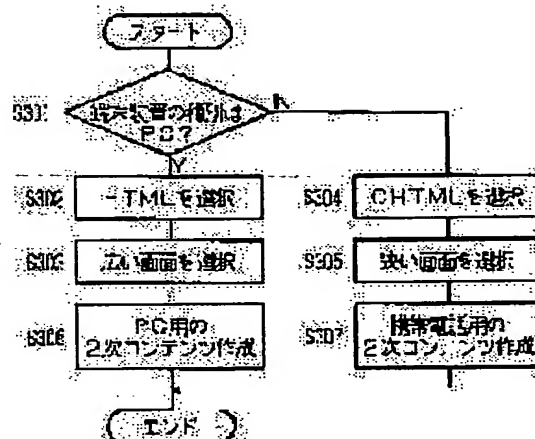 スタート
S301
端末装置の種別は
PC?
N
Y
S302
HTMLを選択
S304
CHTMLを選択
S303
広い画面を選択
S305
狭い画面を選択
S306
PC用の
2次コンテンツ作成
S307
携帯電話用の
2次コンテンツ作成
エンド